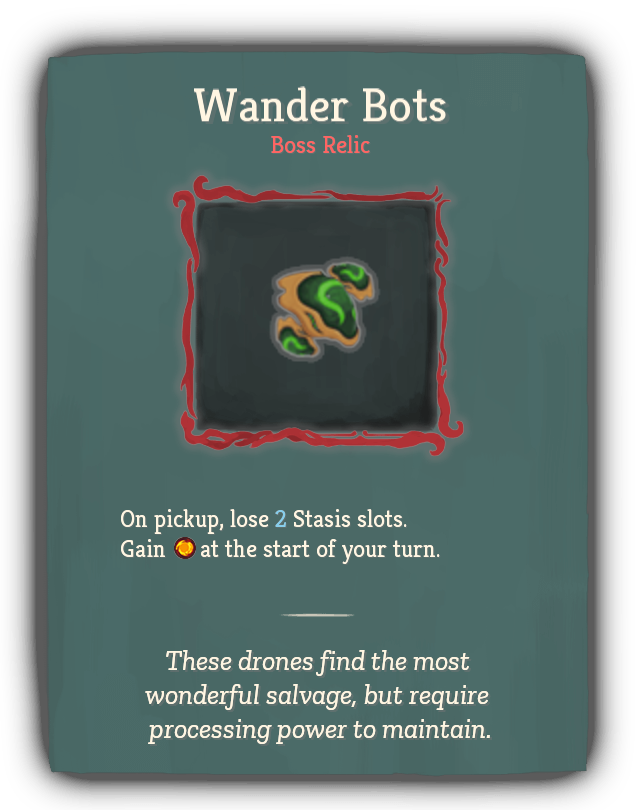 Wander Bots
Boss Relic
On pickup, lose 2 Stasis slots.
Gain at the start of your turn.
These drones find the most
wonderful salvage, but require
processing power to maintain.